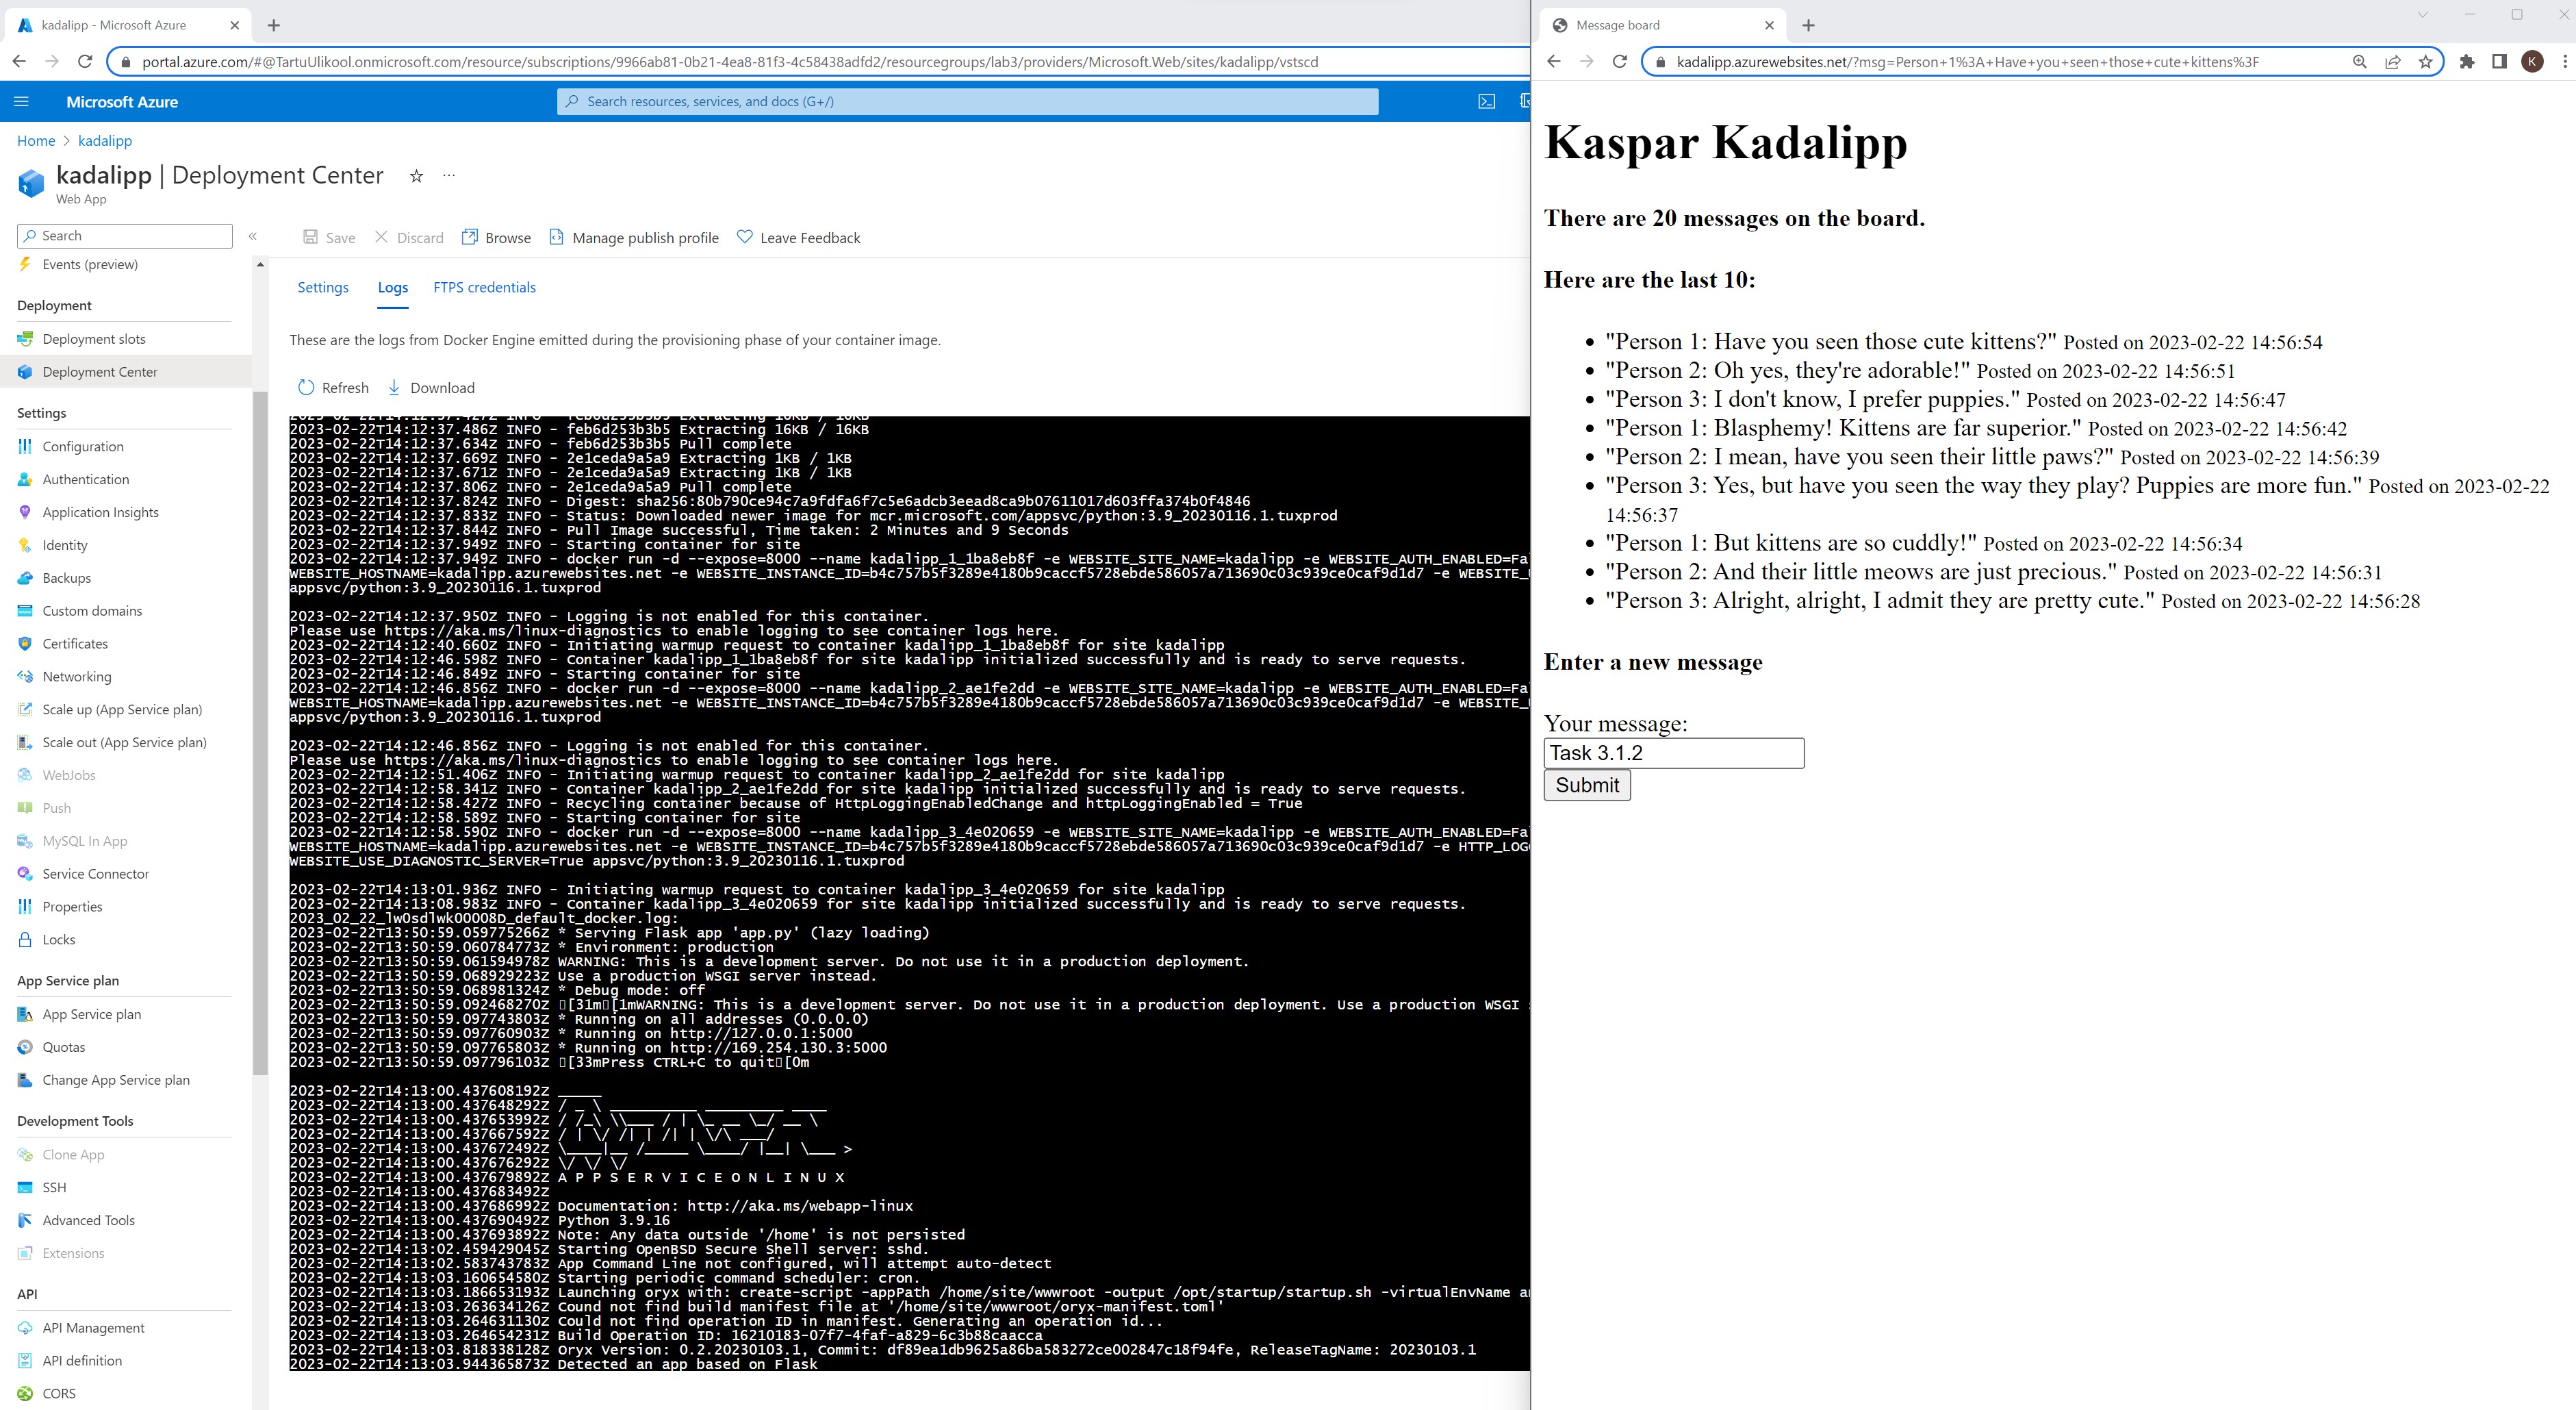 kadalipp - Microsoft Azure
portal.azure.com/#@TartuUlikool.onmicrosoft.com/resource/subscriptions/9966ab81-0b21-4ea8-81f3-4c58438adfd2/resourcegroups/lab3/providers/Microsoft.Web/sites/kadalipp/vstscd
Microsoft Azure
Search resources, services, and docs (G+/)
Home > kadalipp
kadalipp | Deployment Center
Web App
Search
Events (preview)
Deployment
Deployment slots
Deployment Center
Settings
Configuration
Authentication
Application Insights
Identity
Backups
Custom domains
Certificates
Networking
Scale up (App Service plan)
Scale out (App Service plan)
WebJobs
Push
MySQL In App
Service Connector
Properties
Locks
App Service plan
App Service plan
Quotas
Change App Service plan
Development Tools
Clone App
SSH
Advanced Tools
Extensions
API
API Management
API definition
CORS
Save Discard Browse Manage publish profile Leave Feedback
Settings Logs FTPS credentials
These are the logs from Docker Engine emitted during the provisioning phase of your container image.
Refresh Download
2023-02-22T14:12:37.427Z INFO - feb6d253b3b5 Extracting 16KB / 16KB
2023-02-22T14:12:37.486Z INFO - feb6d253b3b5 Extracting 16KB / 16KB
2023-02-22T14:12:37.634Z INFO - feb6d253b3b5 Pull complete
2023-02-22T14:12:37.669Z INFO - 2e1ceda9a5a9 Extracting 1KB / 1KB
2023-02-22T14:12:37.671Z INFO - 2e1ceda9a5a9 Extracting 1KB / 1KB
2023-02-22T14:12:37.806Z INFO - 2e1ceda9a5a9 Pull complete
2023-02-22T14:12:37.824Z INFO - Digest: sha256:80b790ce94c7a9fdfa6f7c5e6adcb3eead8ca9b07611017d603ffa374b0f4846
2023-02-22T14:12:37.833Z INFO - Status: Downloaded newer image for mcr.microsoft.com/appsvc/python:3.9_20230116.1.tuxprod
2023-02-22T14:12:37.844Z INFO - Pull Image successful, Time taken: 2 Minutes and 9 Seconds
2023-02-22T14:12:37.949Z INFO - Starting container for site
2023-02-22T14:12:37.949Z INFO - docker run -d --expose=8000 --name kadalipp_1_1ba8eb8f -e WEBSITE_SITE_NAME=kadalipp -e WEBSITE_AUTH_ENABLED=Fa
WEBSITE_HOSTNAME=kadalipp.azurewebsites.net -e WEBSITE_INSTANCE_ID=b4c757b5f3289e4180b9caccf5728ebde586057a713690c03c939ce0caf9d1d7 -e WEBSITE_
appsvc/python:3.9_20230116.1.tuxprod
2023-02-22T14:12:37.950Z INFO - Logging is not enabled for this container.
Please use https://aka.ms/linux-diagnostics to enable logging to see container logs here.
2023-02-22T14:12:40.660Z INFO - Initiating warmup request to container kadalipp_1_1ba8eb8f for site kadalipp
2023-02-22T14:12:46.598Z INFO - Container kadalipp_1_1ba8eb8f for site kadalipp initialized successfully and is ready to serve requests.
2023-02-22T14:12:46.849Z INFO - Starting container for site
2023-02-22T14:12:46.856Z INFO - docker run -d --expose=8000 --name kadalipp_2_ae1fe2dd -e WEBSITE_SITE_NAME=kadalipp -e WEBSITE_AUTH_ENABLED=Fa
WEBSITE_HOSTNAME=kadalipp.azurewebsites.net -e WEBSITE_INSTANCE_ID=b4c757b5f3289e4180b9caccf5728ebde586057a713690c03c939ce0caf9d1d7 -e WEBSITE_
appsvc/python:3.9_20230116.1.tuxprod
2023-02-22T14:12:46.856Z INFO - Logging is not enabled for this container.
Please use https://aka.ms/linux-diagnostics to enable logging to see container logs here.
2023-02-22T14:12:51.406Z INFO - Initiating warmup request to container kadalipp_2_ae1fe2dd for site kadalipp
2023-02-22T14:12:58.341Z INFO - Container kadalipp_2_ae1fe2dd for site kadalipp initialized successfully and is ready to serve requests.
2023-02-22T14:12:58.427Z INFO - Recycling container because of HttpLoggingEnabledChange and httpLoggingEnabled = True
2023-02-22T14:12:58.589Z INFO - Starting container for site
2023-02-22T14:12:58.590Z INFO - docker run -d --expose=8000 --name kadalipp_3_4e020659 -e WEBSITE_SITE_NAME=kadalipp -e WEBSITE_AUTH_ENABLED=Fa
WEBSITE_HOSTNAME=kadalipp.azurewebsites.net -e WEBSITE_INSTANCE_ID=b4c757b5f3289e4180b9caccf5728ebde586057a713690c03c939ce0caf9d1d7 -e HTTP_LOG
WEBSITE_USE_DIAGNOSTIC_SERVER=True appsvc/python:3.9_20230116.1.tuxprod
2023-02-22T14:13:01.936Z INFO - Initiating warmup request to container kadalipp_3_4e020659 for site kadalipp
2023-02-22T14:13:08.983Z INFO - Container kadalipp_3_4e020659 for site kadalipp initialized successfully and is ready to serve requests.
2023_02_22_lw0sdlwk00008D_default_docker.log:
2023-02-22T13:50:59.059775266Z * Serving Flask app 'app.py' (lazy loading)
2023-02-22T13:50:59.060784773Z * Environment: production
2023-02-22T13:50:59.061594978Z WARNING: This is a development server. Do not use it in a production deployment.
2023-02-22T13:50:59.068929223Z Use a production WSGI server instead.
2023-02-22T13:50:59.068981324Z * Debug mode: off
2023-02-22T13:50:59.092468270Z ▯[31m▯[1mWARNING: This is a development server. Do not use it in a production deployment. Use a production WSGI
2023-02-22T13:50:59.097743803Z * Running on all addresses (0.0.0.0)
2023-02-22T13:50:59.097760903Z * Running on http://127.0.0.1:5000
2023-02-22T13:50:59.097765803Z * Running on http://169.254.130.3:5000
2023-02-22T13:50:59.097796103Z ▯[33mPress CTRL+C to quit▯[0m
2023-02-22T14:13:00.437608192Z _____
2023-02-22T14:13:00.437648292Z / _ \ __________ _________ ____
2023-02-22T14:13:00.437653992Z / /_\ \\___ / | \_ __ \_/ __ \
2023-02-22T14:13:00.437667592Z / | \/ /| | /| | \/\ ___/
2023-02-22T14:13:00.437672492Z \____|__ /_____ \____/ |__| \___ >
2023-02-22T14:13:00.437676292Z \/ \/ \/
2023-02-22T14:13:00.437679892Z A P P S E R V I C E O N L I N U X
2023-02-22T14:13:00.437683492Z
2023-02-22T14:13:00.437686992Z Documentation: http://aka.ms/webapp-linux
2023-02-22T14:13:00.437690492Z Python 3.9.16
2023-02-22T14:13:00.437693892Z Note: Any data outside '/home' is not persisted
2023-02-22T14:13:02.459429045Z Starting OpenBSD Secure Shell server: sshd.
2023-02-22T14:13:02.583743783Z App Command Line not configured, will attempt auto-detect
2023-02-22T14:13:03.160654580Z Starting periodic command scheduler: cron.
2023-02-22T14:13:03.186653193Z Launching oryx with: create-script -appPath /home/site/wwwroot -output /opt/startup/startup.sh -virtualEnvName a
2023-02-22T14:13:03.263634126Z Cound not find build manifest file at '/home/site/wwwroot/oryx-manifest.toml'
2023-02-22T14:13:03.264631130Z Could not find operation ID in manifest. Generating an operation id...
2023-02-22T14:13:03.264654231Z Build Operation ID: 16210183-07f7-4faf-a829-6c3b88caacca
2023-02-22T14:13:03.818338128Z Oryx Version: 0.2.20230103.1, Commit: df89ea1db9625a86ba583272ce002847c18f94fe, ReleaseTagName: 20230103.1
2023-02-22T14:13:03.944365873Z Detected an app based on Flask
Message board
kadalipp.azurewebsites.net/?msg=Person+1%3A+Have+you+seen+those+cute+kittens%3F
K
Kaspar Kadalipp
There are 20 messages on the board.
Here are the last 10:
• "Person 1: Have you seen those cute kittens?" Posted on 2023-02-22 14:56:54
• "Person 2: Oh yes, they're adorable!" Posted on 2023-02-22 14:56:51
• "Person 3: I don't know, I prefer puppies." Posted on 2023-02-22 14:56:47
• "Person 1: Blasphemy! Kittens are far superior." Posted on 2023-02-22 14:56:42
• "Person 2: I mean, have you seen their little paws?" Posted on 2023-02-22 14:56:39
• "Person 3: Yes, but have you seen the way they play? Puppies are more fun." Posted on 2023-02-22
14:56:37
• "Person 1: But kittens are so cuddly!" Posted on 2023-02-22 14:56:34
• "Person 2: And their little meows are just precious." Posted on 2023-02-22 14:56:31
• "Person 3: Alright, alright, I admit they are pretty cute." Posted on 2023-02-22 14:56:28
Enter a new message
Your message:
Task 3.1.2
Submit